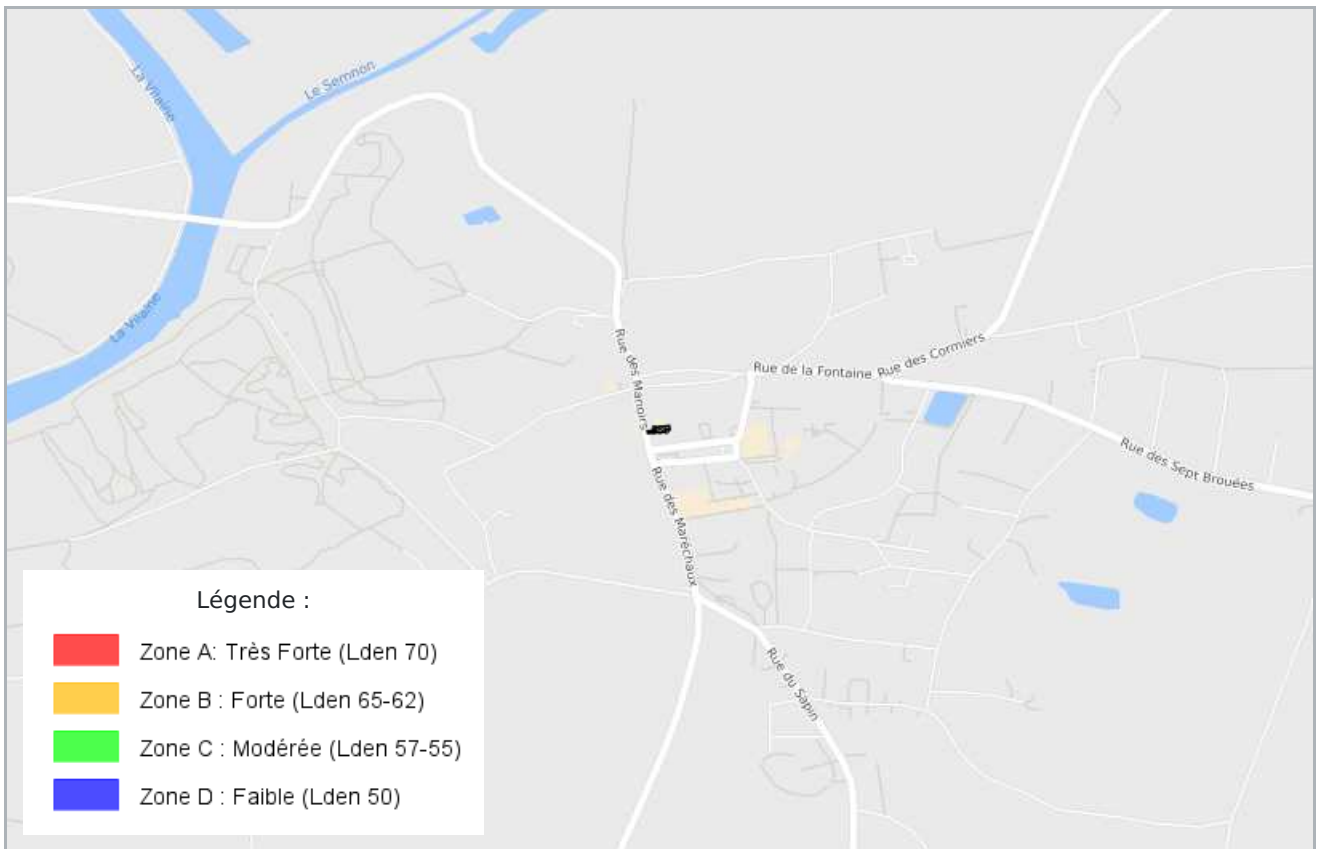 La Vilaine
Le Semnon
La Vilaine
Rue des Manoirs
Rue de la Fontaine
Rue des Cormiers
Rue des Sept Brouées
Rue des Maréchaux
Rue du Sapin
Légende :
Zone A: Très Forte (Lden 70)
Zone B : Forte (Lden 65-62)
Zone C : Modérée (Lden 57-55)
Zone D : Faible (Lden 50)